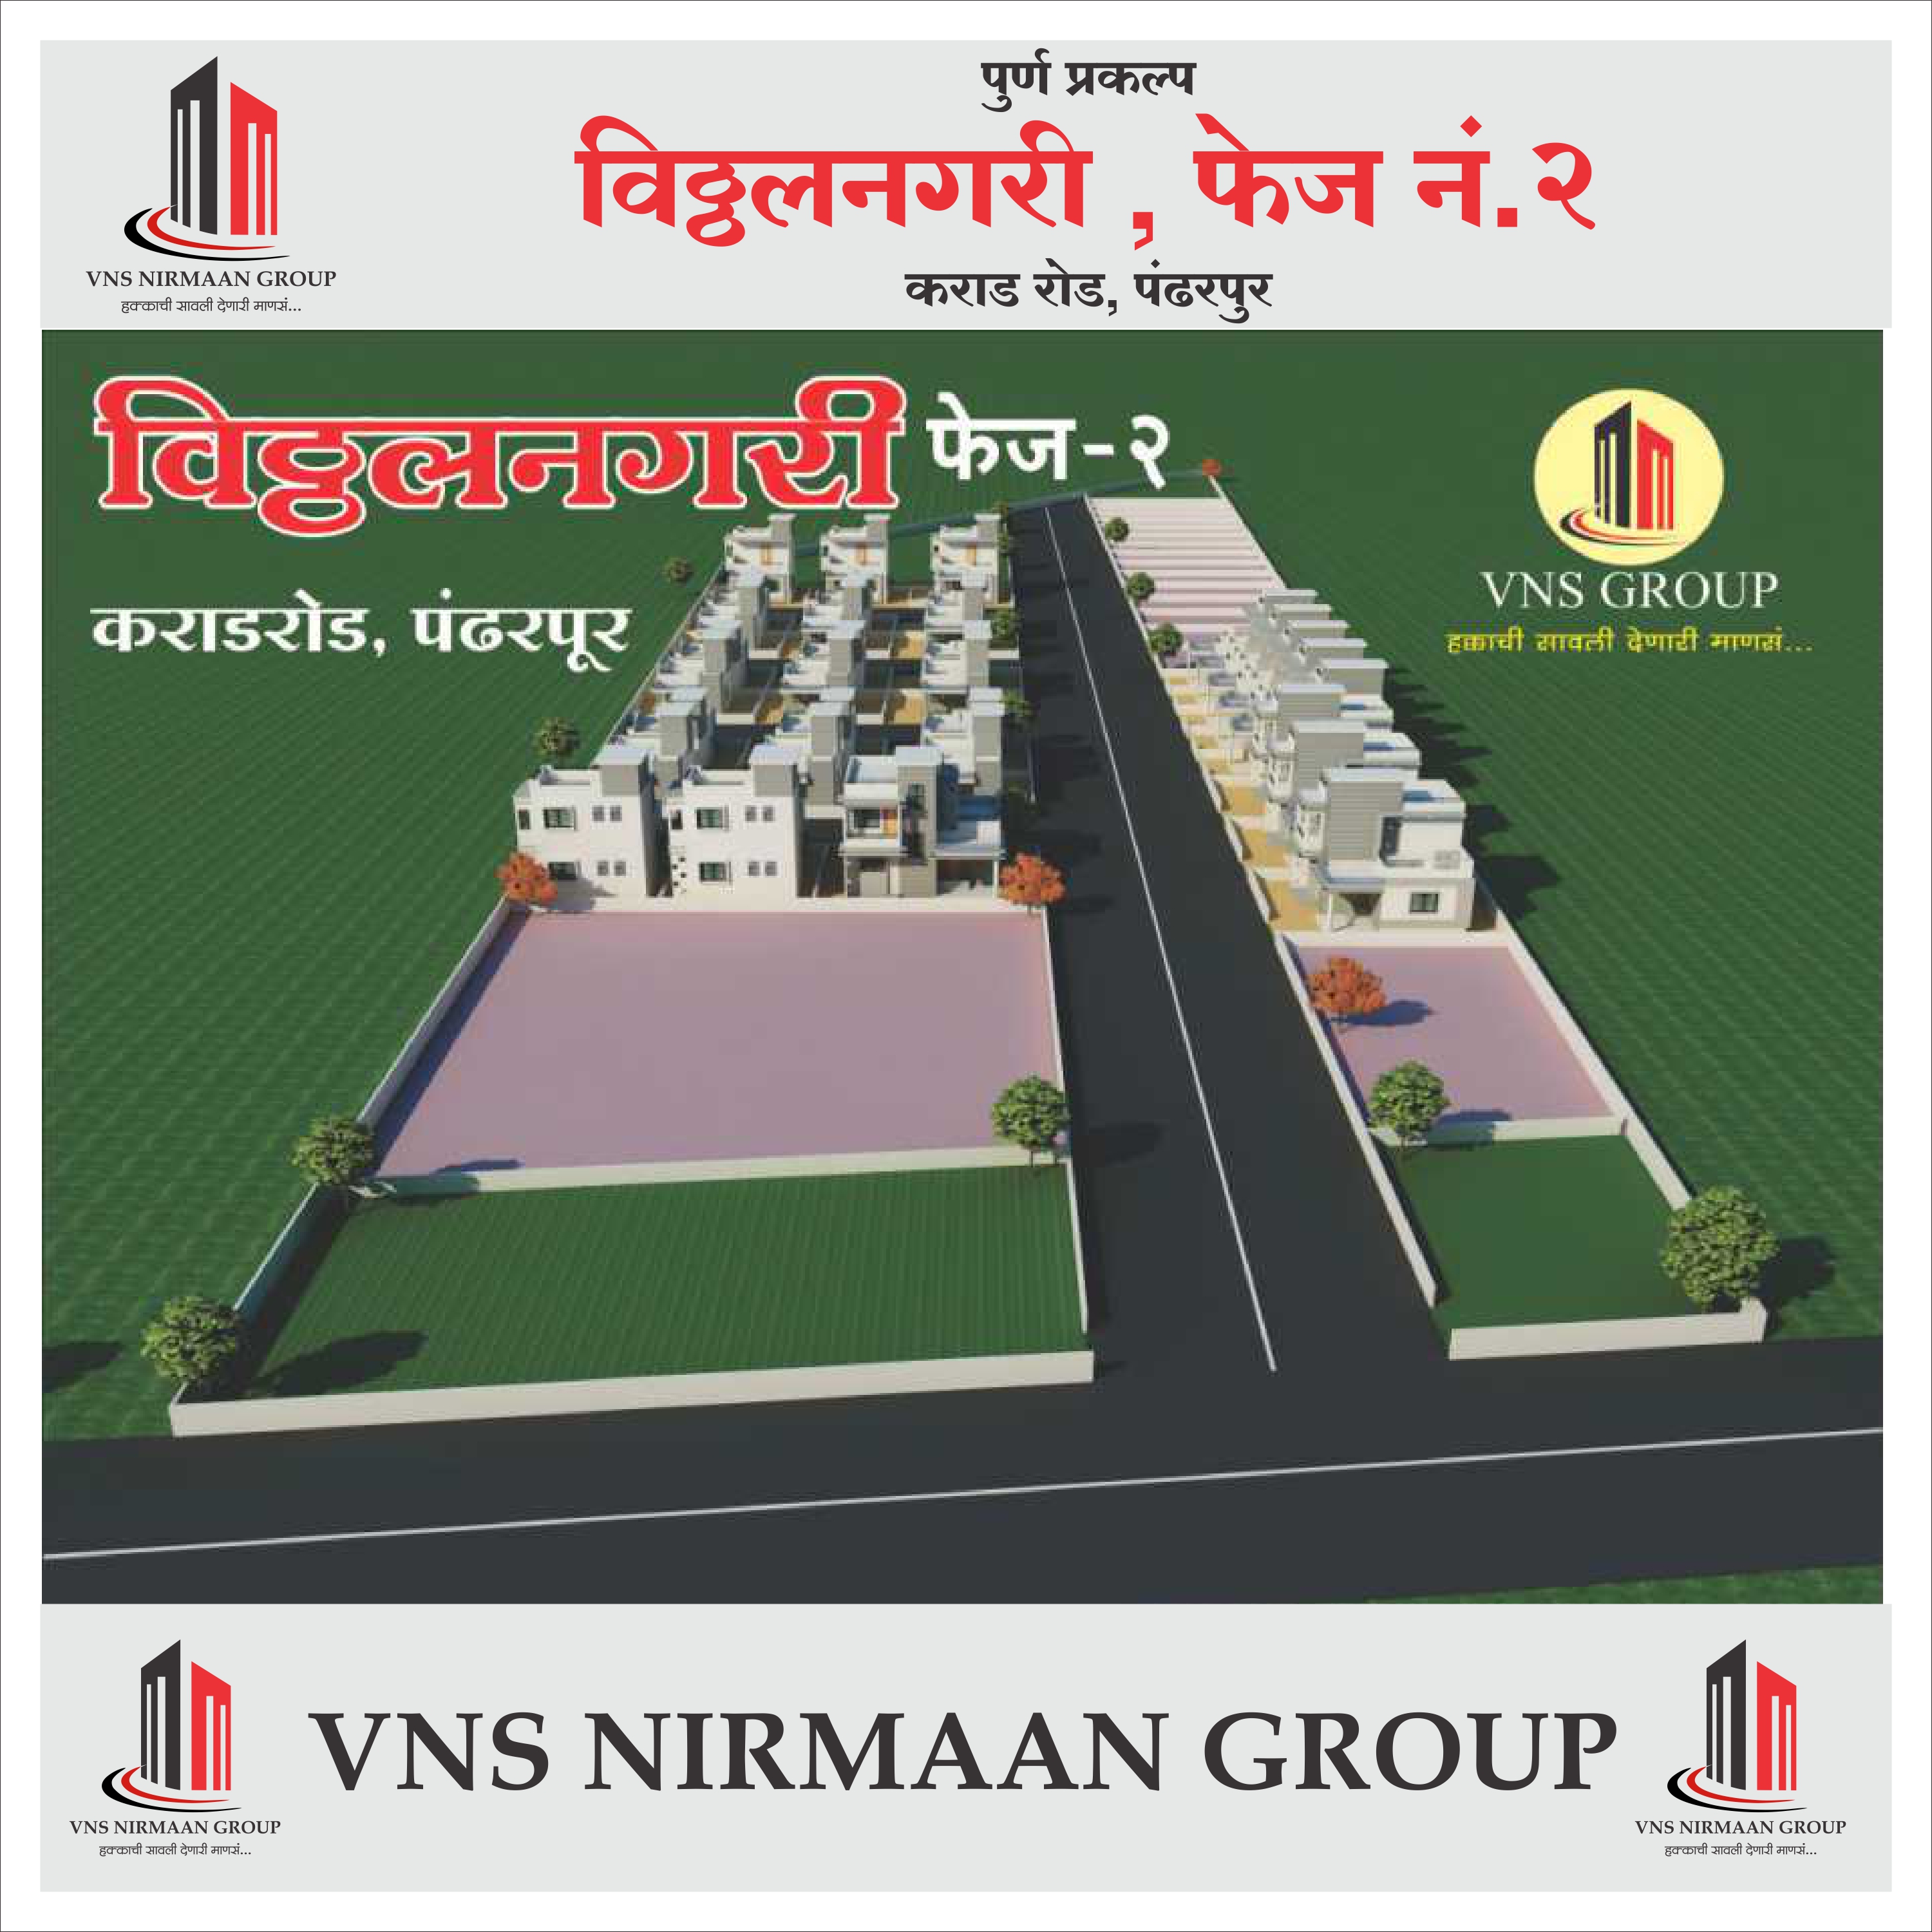 पुर्ण प्रकल्प
विठ्ठलनगरी , फेज नं.२
कराड रोड, पंढरपुर
VNS NIRMAAN GROUP
हक्काची सावली देणारी माणसं...
विठ्ठलनगरी फेज-२
कराडरोड, पंढरपूर
VNS GROUP
हक्काची सावली देणारी माणसं...
VNS NIRMAAN GROUP
VNS NIRMAAN GROUP
हक्काची सावली देणारी माणसं...
VNS NIRMAAN GROUP
हक्काची सावली देणारी माणसं...